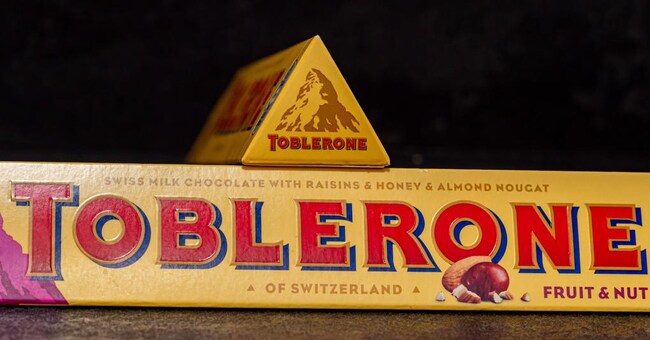 TOBLERONE
SWISS MILK CHOCOLATE WITH RAISINS & HONEY & ALMOND NOUGAT
TOBLERONE
▲ OF SWITZERLAND ▲
FRUIT & NUT